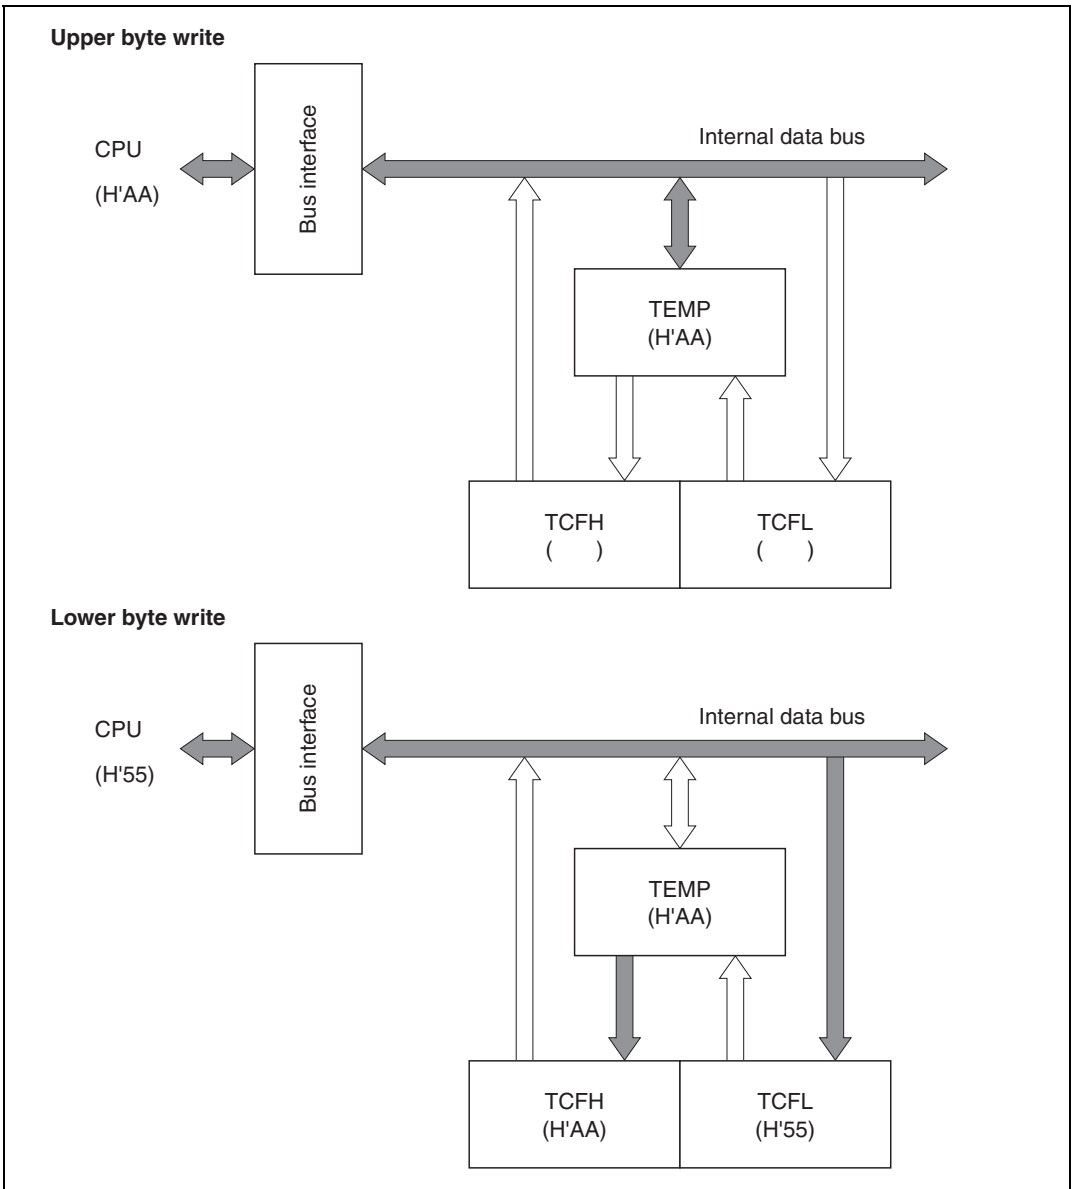 Upper byte write
CPU
(H'AA)
Bus interface
Internal data bus
TEMP
(H'AA)
TCFH
(    )
TCFL
(    )
Lower byte write
CPU
(H'55)
Bus interface
Internal data bus
TEMP
(H'AA)
TCFH
(H'AA)
TCFL
(H'55)